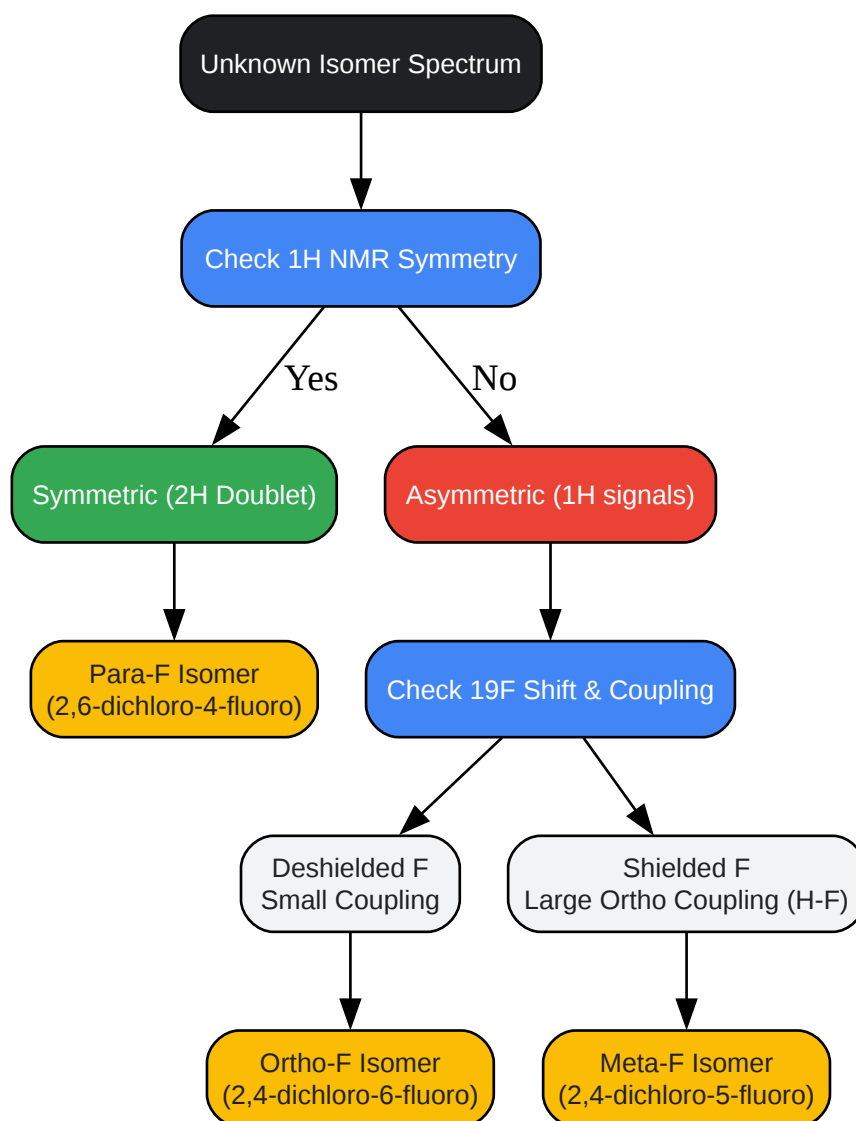 Unknown Isomer Spectrum
Check 1H NMR Symmetry
Yes
No
Symmetric (2H Doublet)
Asymmetric (1H signals)
Para-F Isomer
(2,6-dichloro-4-fluoro)
Check 19F Shift & Coupling
Deshielded F
Small Coupling
Shielded F
Large Ortho Coupling (H-F)
Ortho-F Isomer
(2,4-dichloro-6-fluoro)
Meta-F Isomer
(2,4-dichloro-5-fluoro)